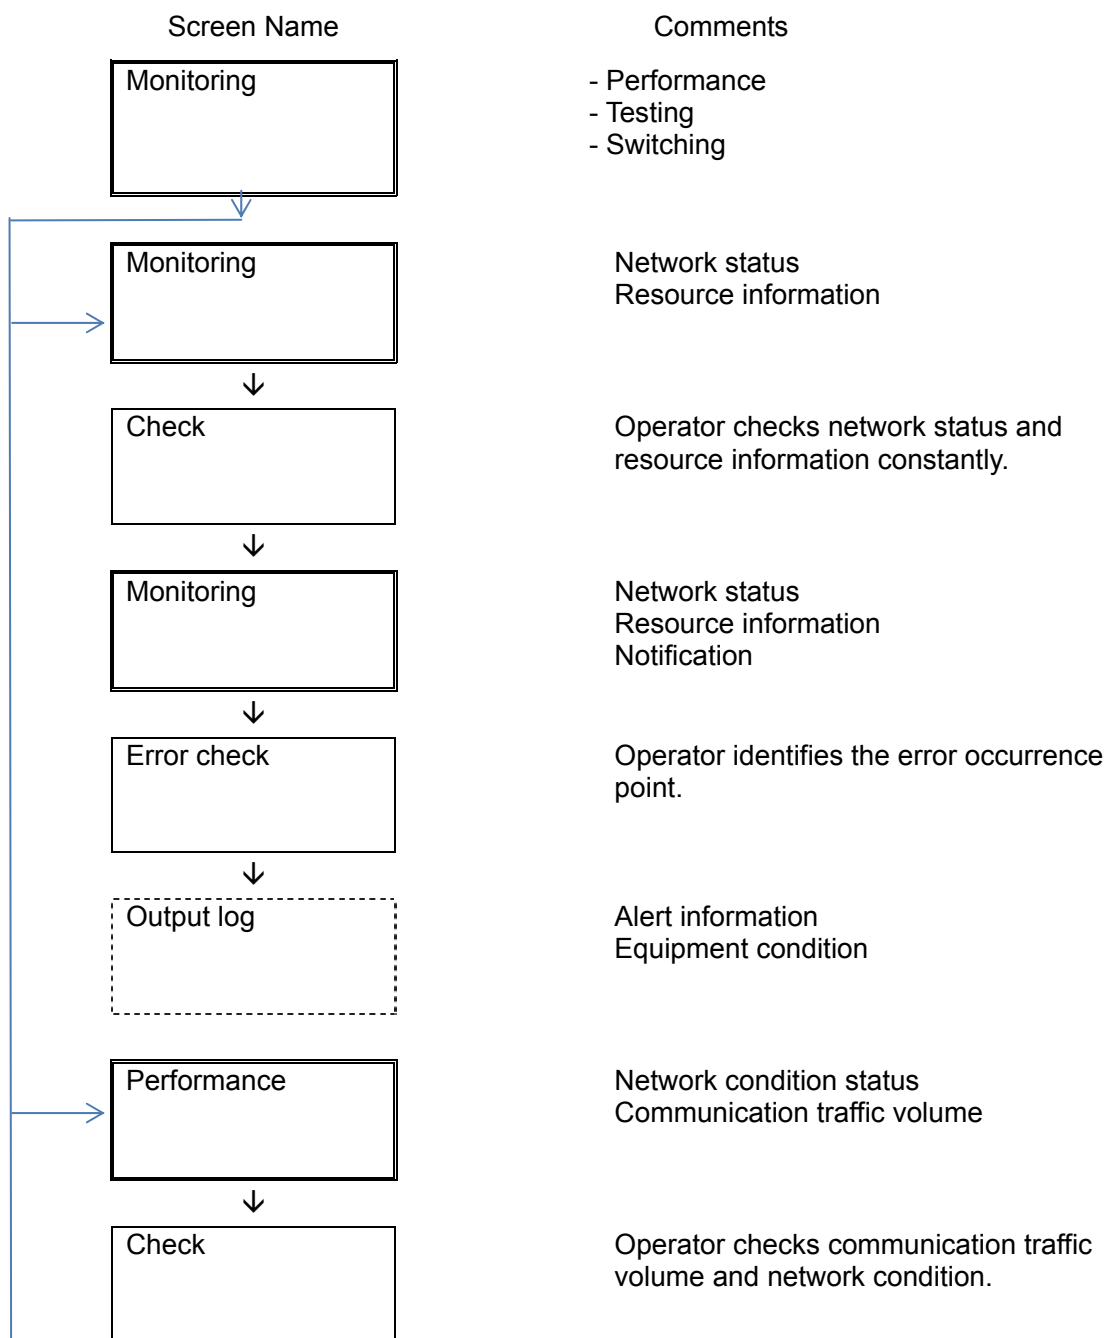 Screen Name
Comments
Monitoring
- Performance
- Testing
- Switching
Monitoring
Network status
Resource information
Check
Operator checks network status and
resource information constantly.
Monitoring
Network status
Resource information
Notification
Error check
Operator identifies the error occurrence
point.
Output log
Alert information
Equipment condition
Performance
Network condition status
Communication traffic volume
Check
Operator checks communication traffic
volume and network condition.